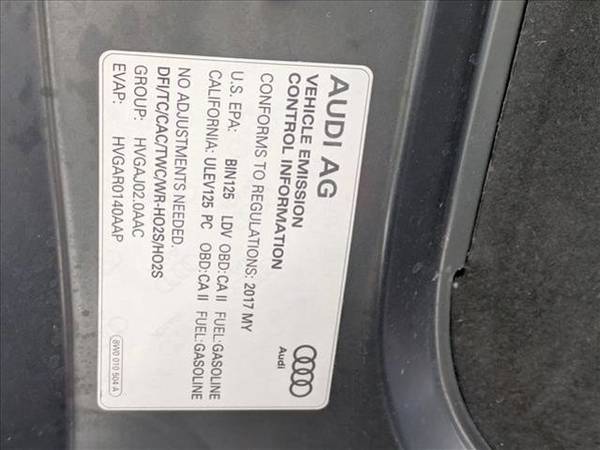 AUDI AG
VEHICLE EMISSION
CONTROL INFORMATION
CONFORMS TO REGULATIONS: 2017 MY
U.S. EPA: BIN125 LDV OBD:CA II FUEL:GASOLINE
CALIFORNIA: ULEV125 PC OBD:CA II FUEL:GASOLINE
NO ADJUSTMENTS NEEDED.
DFI/TC/CAC/TWC/WR-HO2S/HO2S
GROUP: HVGAJ02.0AAC
EVAP: HVGAR0140AAP
Audi
8W0 010 504 A